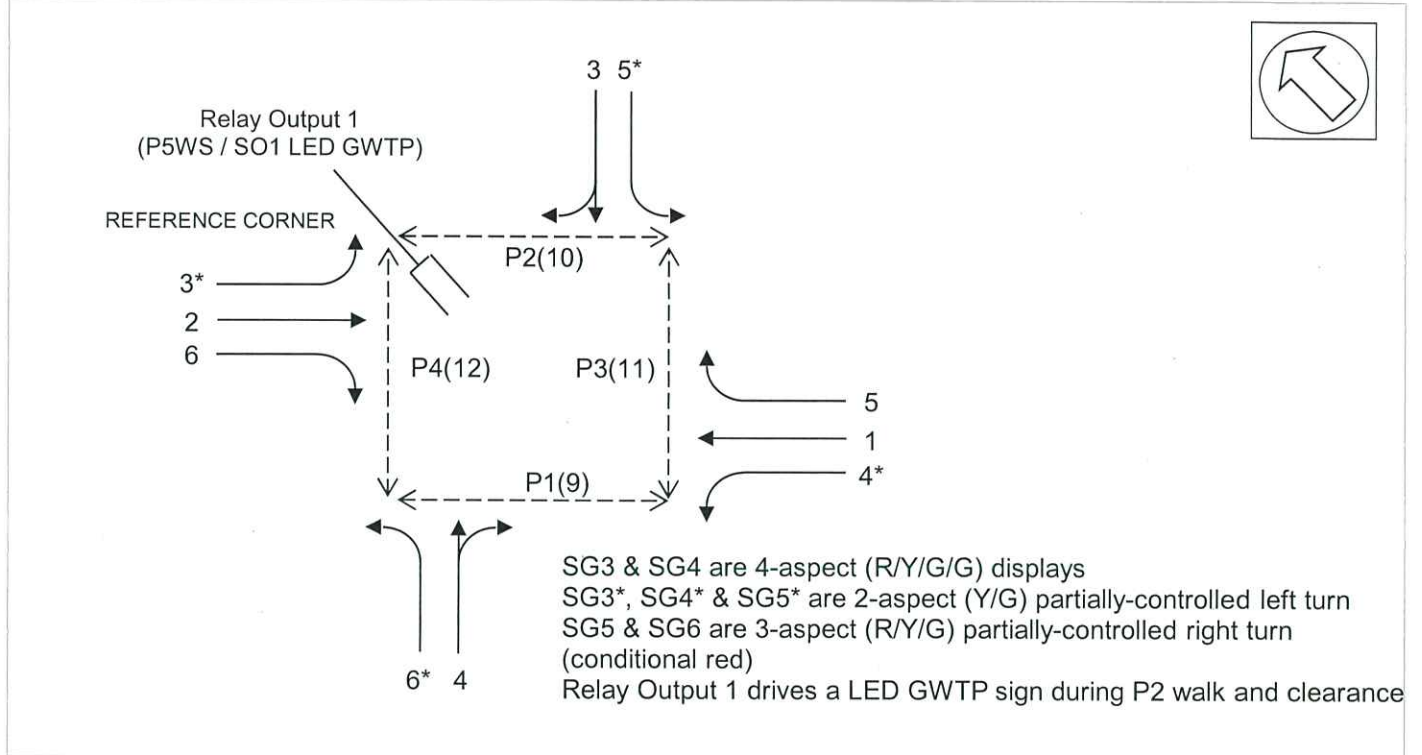 3 5*
Relay Output 1
(P5WS / SO1 LED GWTP)
REFERENCE CORNER
P2(10)
3*
2
6
P4(12)
P3(11)
5
1
4*
P1(9)
6* 4
SG3 & SG4 are 4-aspect (R/Y/G/G) displays
SG3*, SG4* & SG5* are 2-aspect (Y/G) partially-controlled left turn
SG5 & SG6 are 3-aspect (R/Y/G) partially-controlled right turn
(conditional red)
Relay Output 1 drives a LED GWTP sign during P2 walk and clearance